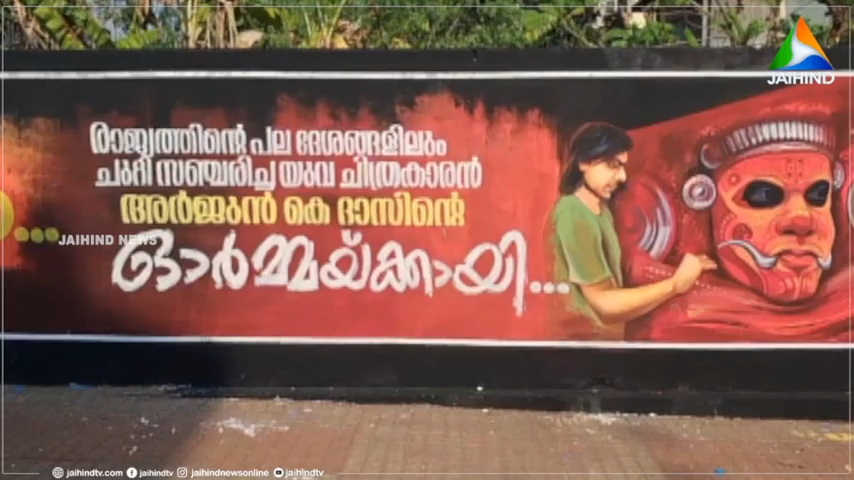 JAIHIND
രാജ്യത്തിന്റെ പല ദേശങ്ങളിലും
ചുറ്റി സഞ്ചരിച്ച യുവ ചിത്രകാരൻ
അർജ്ജുൻ കെ ദാസിന്റെ
ഓർമ്മയ്ക്കായി...
JAIHIND NEWS
jaihindtv.com jaihindtv jaihindnewsonline jaihindtv